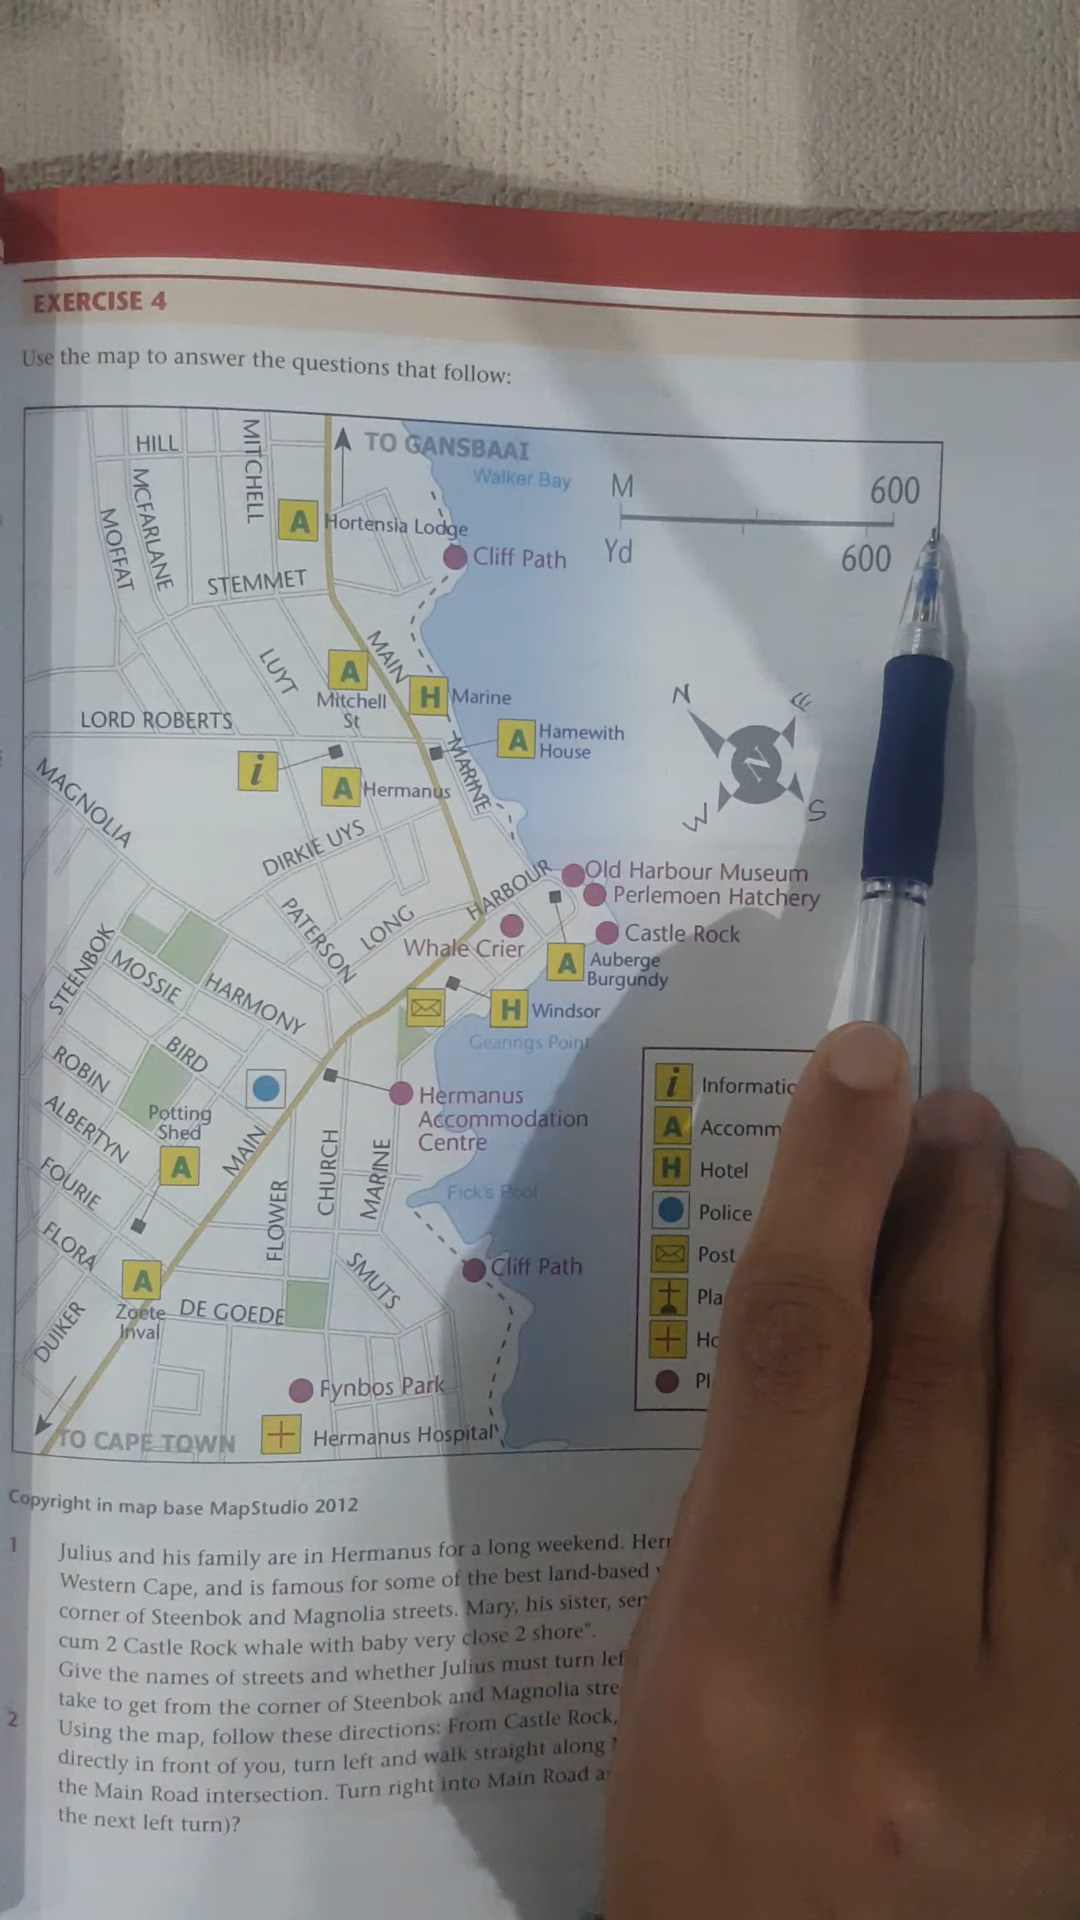 EXERCISE 4
Use the map to answer the questions that follow:
HILL
MITCHELL
TO GANSBAAI
Walker Bay
M
600
Yd
600
MCFARLANE
MOFFAT
A
Hortensia Lodge
Cliff Path
STEMMET
MAIN
LUYT
A
Mitchell
St
H
Marine
N
E
W
S
N
LORD ROBERTS
A
Hamewith
House
MARINE
i
A
Hermanus
MAGNOLIA
DIRKIE UYS
HARBOUR
Old Harbour Museum
Perlemoen Hatchery
PATERSON
LONG
Whale Crier
Castle Rock
A
Auberge
Burgundy
STEENBOK
MOSSIE
HARMONY
H
Windsor
Gearings Point
BIRD
ROBIN
Hermanus
Accommodation
Centre
ALBERTYN
Potting
Shed
A
MAIN
CHURCH
MARINE
FLOWER
FOURIE
Fick's Pool
FLORA
SMUTS
Cliff Path
A
Zoete
Inval
DE GOEDE
DUIKER
Fynbos Park
TO CAPE TOWN
Hermanus Hospital
i
Informatio
A
Accomm
H
Hotel
Police
Post
Pla
Ho
Pl
Copyright in map base MapStudio 2012
1 Julius and his family are in Hermanus for a long weekend. Her
Western Cape, and is famous for some of the best land-based
corner of Steenbok and Magnolia streets. Mary, his sister, ser
cum 2 Castle Rock whale with baby very close 2 shore".
Give the names of streets and whether Julius must turn lef
take to get from the corner of Steenbok and Magnolia stre
2 Using the map, follow these directions: From Castle Rock,
directly in front of you, turn left and walk straight along
the Main Road intersection. Turn right into Main Road a
the next left turn)?